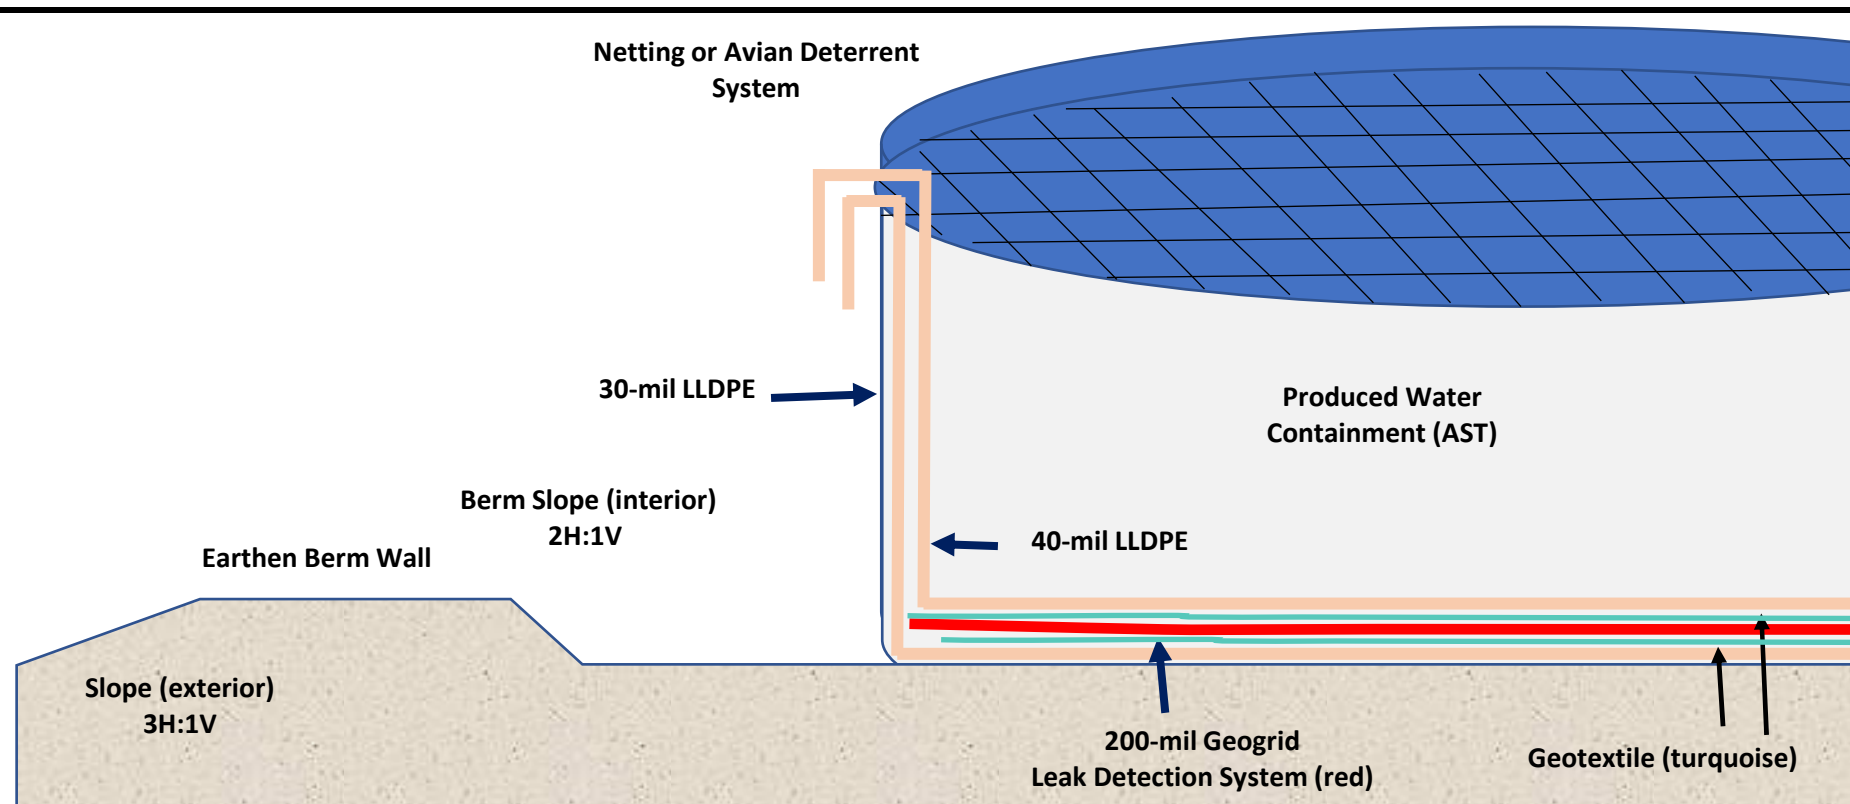 Netting or Avian Deterrent
System
30-mil LLDPE
Produced Water
Containment (AST)
Berm Slope (interior)
2H:1V
40-mil LLDPE
Earthen Berm Wall
Slope (exterior)
3H:1V
200-mil Geogrid
Leak Detection System (red)
Geotextile (turquoise)